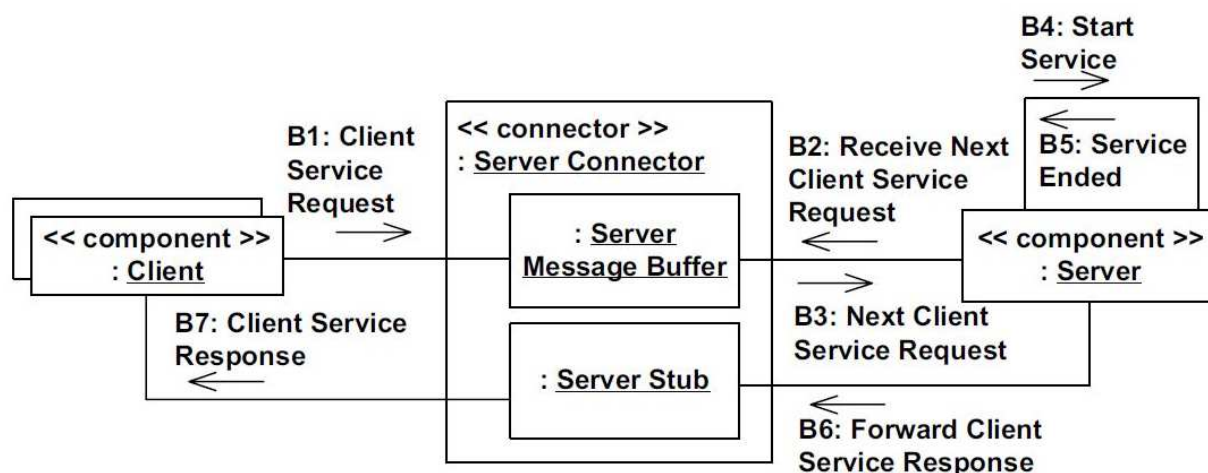 B4: Start
Service
<< connector >>
: Server Connector
B1: Client
Service
Request
B2: Receive Next
Client Service
Request
B5: Service
Ended
<< component >>
: Client
: Server
Message Buffer
<< component >>
: Server
B7: Client Service
Response
B3: Next Client
Service Request
: Server Stub
B6: Forward Client
Service Response